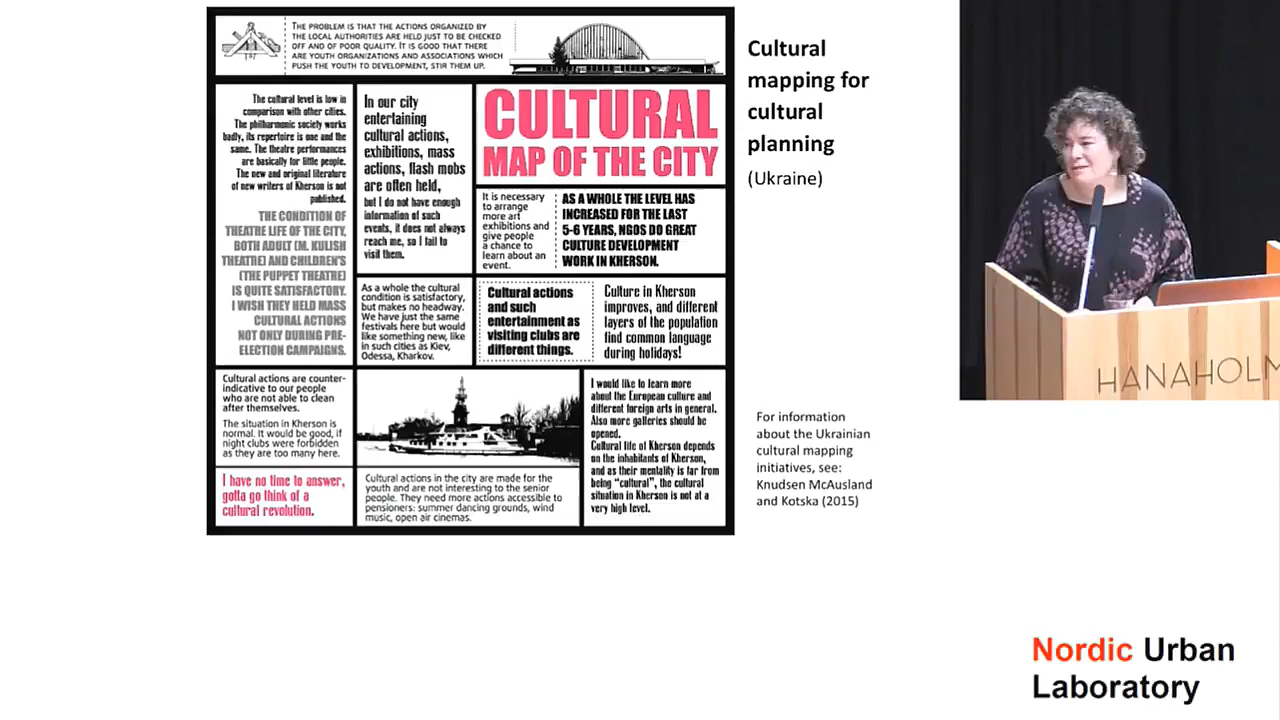 THE PROBLEM IS THAT THE ACTIONS ORGANIZED BY
THE LOCAL AUTHORITIES ARE HELD JUST TO BE CHECKED
OFF AND OF POOR QUALITY. IT IS GOOD THAT THERE
ARE YOUTH ORGANIZATIONS AND ASSOCIATIONS WHICH
PUSH THE YOUTH TO DEVELOPMENT, STIR THEM UP.
The cultural level is low in
comparison with other cities.
The philharmonic society works
badly, its repertoire is one and the
same. The theatre performances
are basically for little people.
The new and original literature
of new writers of Kherson is not
published.
THE CONDITION OF
THEATRE LIFE OF THE CITY,
BOTH ADULT (M. KULISH
THEATRE) AND CHILDREN'S
(THE PUPPET THEATRE)
IS QUITE SATISFACTORY.
I WISH THEY HELD MASS
CULTURAL ACTIONS
NOT ONLY DURING PRE-
ELECTION CAMPAIGNS.
In our city
entertaining
cultural actions,
exhibitions, mass
actions, flash mobs
are often held,
but I do not have enough
information of such
events, it does not always
reach me, so I fail to
visit them.
CULTURAL
MAP OF THE CITY
It is necessary
to arrange
more art
exhibitions and
give people
a chance to
learn about an
event.
AS A WHOLE THE LEVEL HAS
INCREASED FOR THE LAST
5-6 YEARS, NGOS DO GREAT
CULTURE DEVELOPMENT
WORK IN KHERSON.
As a whole the cultural
condition is satisfactory,
but makes no headway.
We have just the same
festivals here but would
like something new, like
in such cities as Kiev,
Odessa, Kharkov.
Cultural actions
and such
entertainment as
visiting clubs are
different things.
Culture in Kherson
improves, and different
layers of the population
find common language
during holidays!
Cultural actions are counter-
indicative to our people
who are not able to clean
after themselves.
The situation in Kherson is
normal. It would be good, if
night clubs were forbidden
as they are too many here.
I have no time to answer,
gotta go think of a
cultural revolution.
Cultural actions in the city are made for the
youth and are not interesting to the senior
people. They need more actions accessible to
pensioners: summer dancing grounds, wind
music, open air cinemas.
I would like to learn more
about the European culture and
different foreign arts in general.
Also more galleries should be
opened.
Cultural life of Kherson depends
on the inhabitants of Kherson,
and as their mentality is far from
being "cultural", the cultural
situation in Kherson is not at a
very high level.
Cultural
mapping for
cultural
planning
(Ukraine)
For information
about the Ukrainian
cultural mapping
initiatives, see:
Knudsen McAusland
and Kotska (2015)
HANAHOLM
Nordic Urban
Laboratory